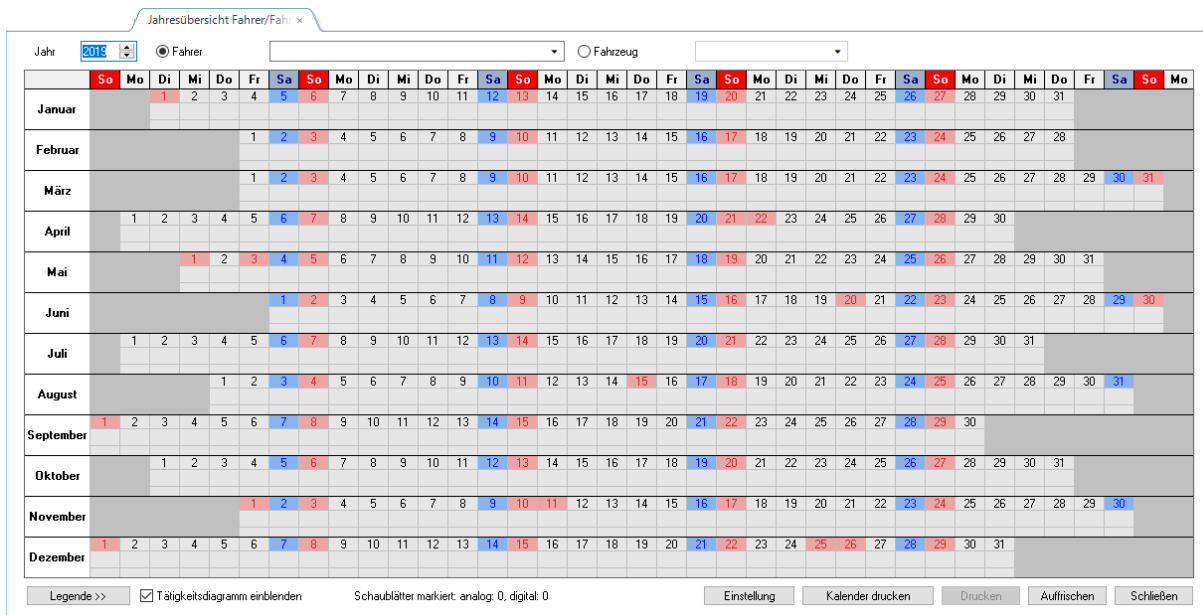 Jahresübersicht Fahrer/Fah ×
Jahr 2019 Fahrer Fahrzeug
So Mo Di Mi Do Fr Sa So Mo Di Mi Do Fr Sa So Mo Di Mi Do Fr Sa So Mo Di Mi Do Fr Sa So Mo Di Mi Do Fr Sa So Mo
Januar 1 2 3 4 5 6 7 8 9 10 11 12 13 14 15 16 17 18 19 20 21 22 23 24 25 26 27 28 29 30 31
Februar 1 2 3 4 5 6 7 8 9 10 11 12 13 14 15 16 17 18 19 20 21 22 23 24 25 26 27 28
März 1 2 3 4 5 6 7 8 9 10 11 12 13 14 15 16 17 18 19 20 21 22 23 24 25 26 27 28 29 30 31
April 1 2 3 4 5 6 7 8 9 10 11 12 13 14 15 16 17 18 19 20 21 22 23 24 25 26 27 28 29 30
Mai 1 2 3 4 5 6 7 8 9 10 11 12 13 14 15 16 17 18 19 20 21 22 23 24 25 26 27 28 29 30 31
Juni 1 2 3 4 5 6 7 8 9 10 11 12 13 14 15 16 17 18 19 20 21 22 23 24 25 26 27 28 29 30
Juli 1 2 3 4 5 6 7 8 9 10 11 12 13 14 15 16 17 18 19 20 21 22 23 24 25 26 27 28 29 30 31
August 1 2 3 4 5 6 7 8 9 10 11 12 13 14 15 16 17 18 19 20 21 22 23 24 25 26 27 28 29 30 31
September 1 2 3 4 5 6 7 8 9 10 11 12 13 14 15 16 17 18 19 20 21 22 23 24 25 26 27 28 29 30
Oktober 1 2 3 4 5 6 7 8 9 10 11 12 13 14 15 16 17 18 19 20 21 22 23 24 25 26 27 28 29 30 31
November 1 2 3 4 5 6 7 8 9 10 11 12 13 14 15 16 17 18 19 20 21 22 23 24 25 26 27 28 29 30
Dezember 1 2 3 4 5 6 7 8 9 10 11 12 13 14 15 16 17 18 19 20 21 22 23 24 25 26 27 28 29 30 31
Legende >> Tätigkeitsdiagramm einblenden Schaublätter markiert: analog: 0, digital: 0 Einstellung Kalender drucken Drucken Auffrischen Schließen